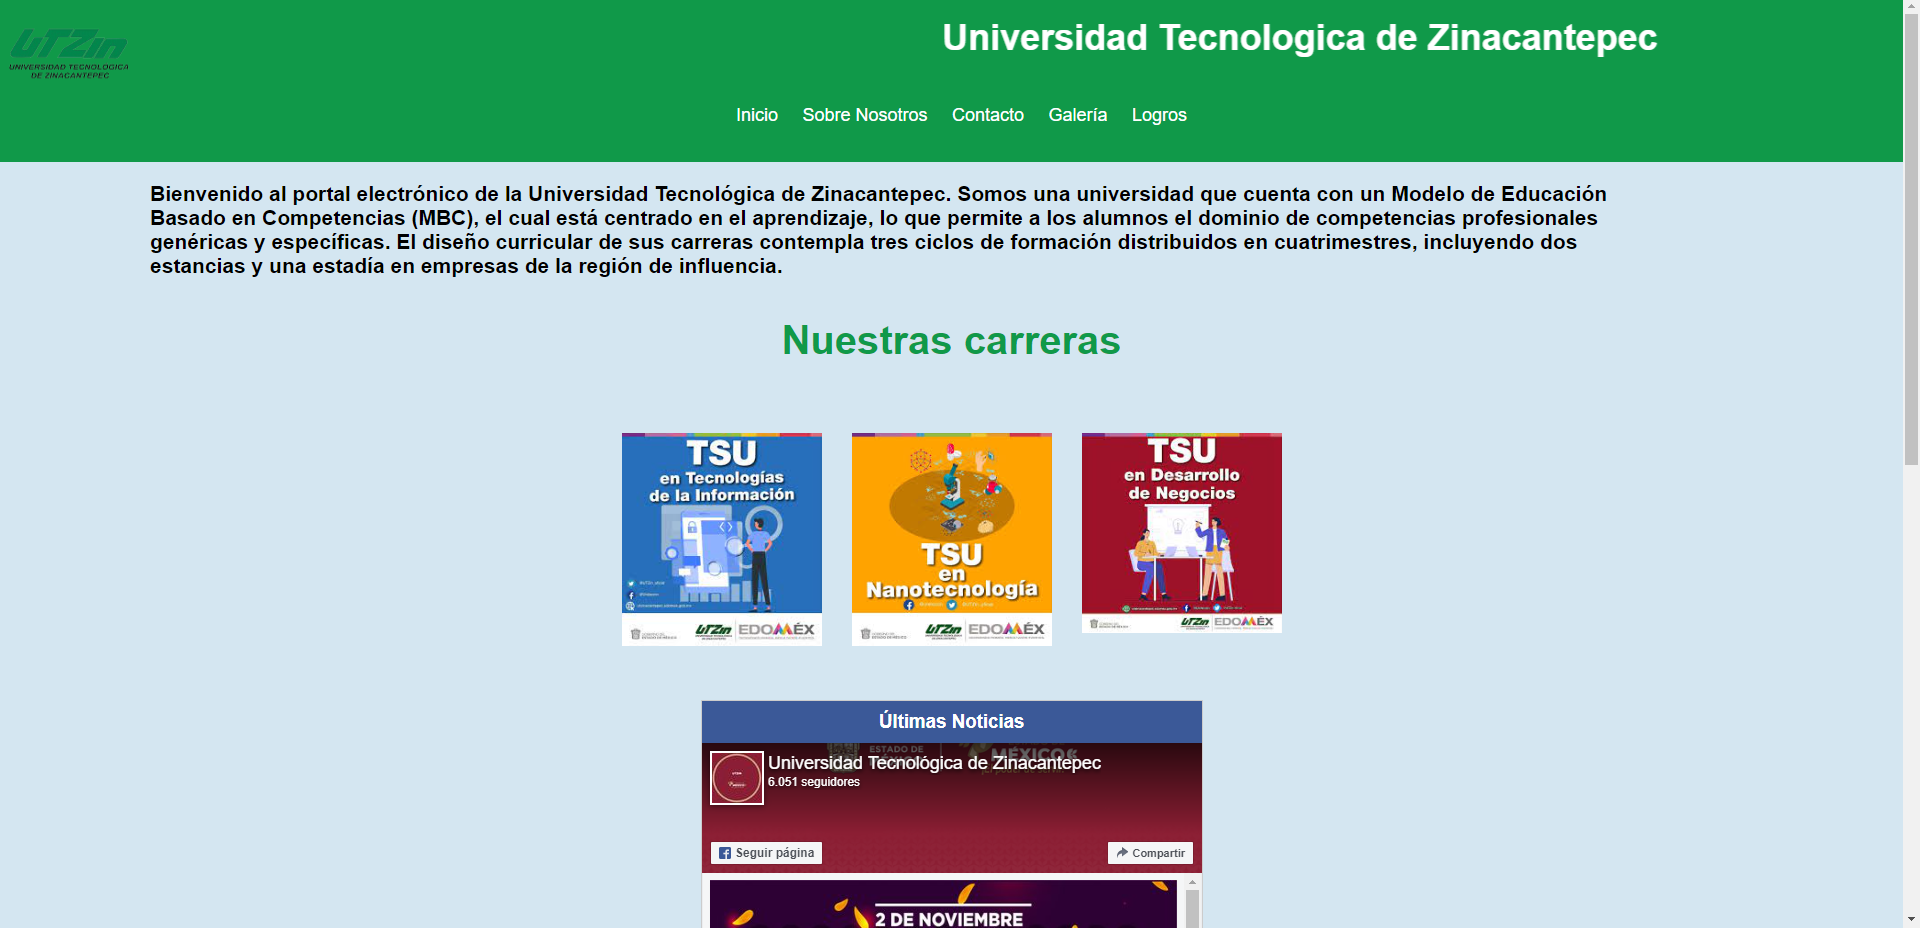 UTZin
UNIVERSIDAD TECNOLOGICA
DE ZINACANTEPEC
Universidad Tecnologica de Zinacantepec
Inicio Sobre Nosotros Contacto Galería Logros
Bienvenido al portal electrónico de la Universidad Tecnológica de Zinacantepec. Somos una universidad que cuenta con un Modelo de Educación
Basado en Competencias (MBC), el cual está centrado en el aprendizaje, lo que permite a los alumnos el dominio de competencias profesionales
genéricas y específicas. El diseño curricular de sus carreras contempla tres ciclos de formación distribuidos en cuatrimestres, incluyendo dos
estancias y una estadía en empresas de la región de influencia.
Nuestras carreras
TSU
en Tecnologías
de la Información
UTZin EDOMÉX
TSU
en
Nanotecnología
UTZin EDOMÉX
TSU
en Desarrollo
de Negocios
UTZin EDOMÉX
Últimas Noticias
ESTADO DE
MÉXICO
Universidad Tecnológica de Zinacantepec
6.051 seguidores
Seguir página
Compartir
2 DE NOVIEMBRE